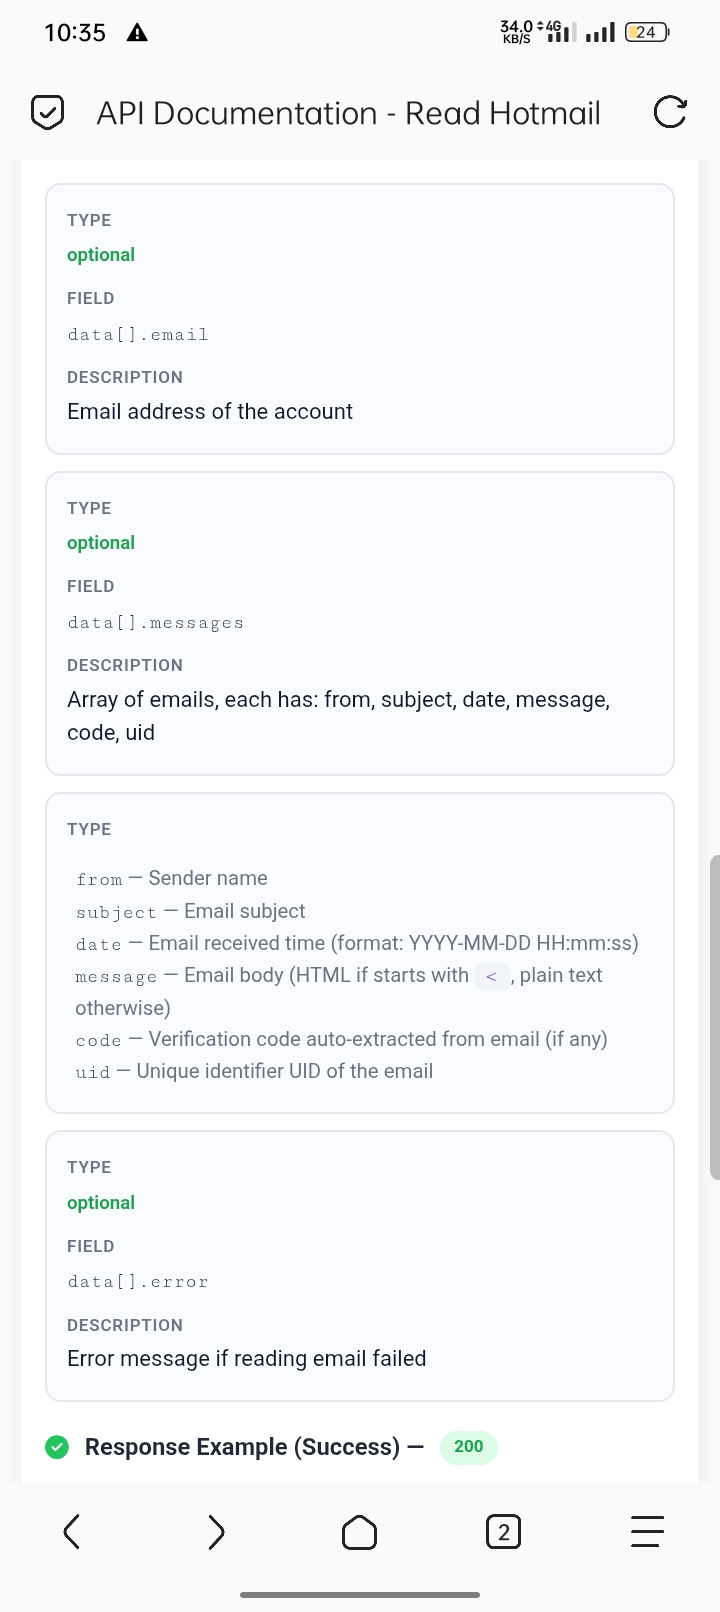 10:35
34.0 KB/S 4G 24
API Documentation - Read Hotmail
TYPE
optional
FIELD
data[].email
DESCRIPTION
Email address of the account
TYPE
optional
FIELD
data[].messages
DESCRIPTION
Array of emails, each has: from, subject, date, message,
code, uid
TYPE
from — Sender name
subject — Email subject
date — Email received time (format: YYYY-MM-DD HH:mm:ss)
message — Email body (HTML if starts with < , plain text
otherwise)
code — Verification code auto-extracted from email (if any)
uid — Unique identifier UID of the email
TYPE
optional
FIELD
data[].error
DESCRIPTION
Error message if reading email failed
Response Example (Success) — 200
2